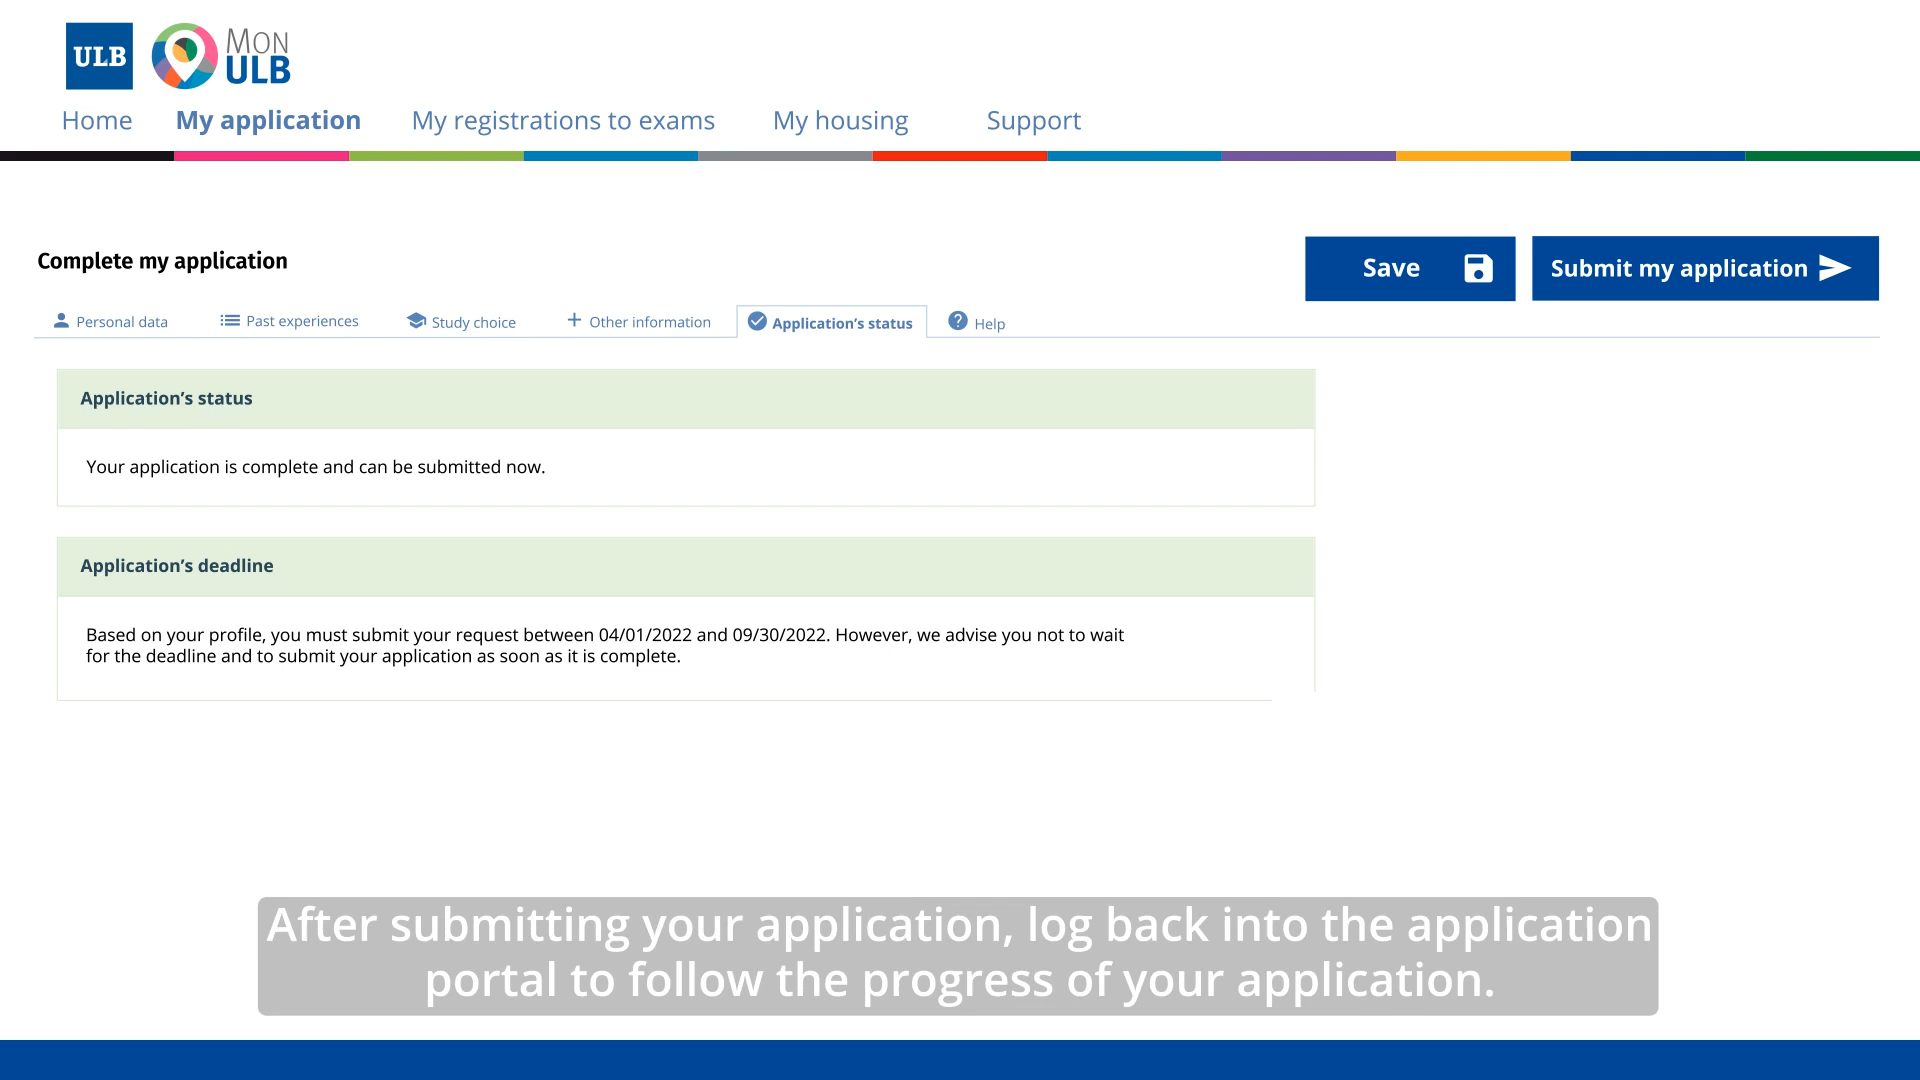 ULB
MON
ULB
Home My application My registrations to exams My housing Support
Complete my application
Save
Submit my application
Personal data Past experiences Study choice Other information Application’s status Help
Application’s status
Your application is complete and can be submitted now.
Application’s deadline
Based on your profile, you must submit your request between 04/01/2022 and 09/30/2022. However, we advise you not to wait
for the deadline and to submit your application as soon as it is complete.
After submitting your application, log back into the application
portal to follow the progress of your application.